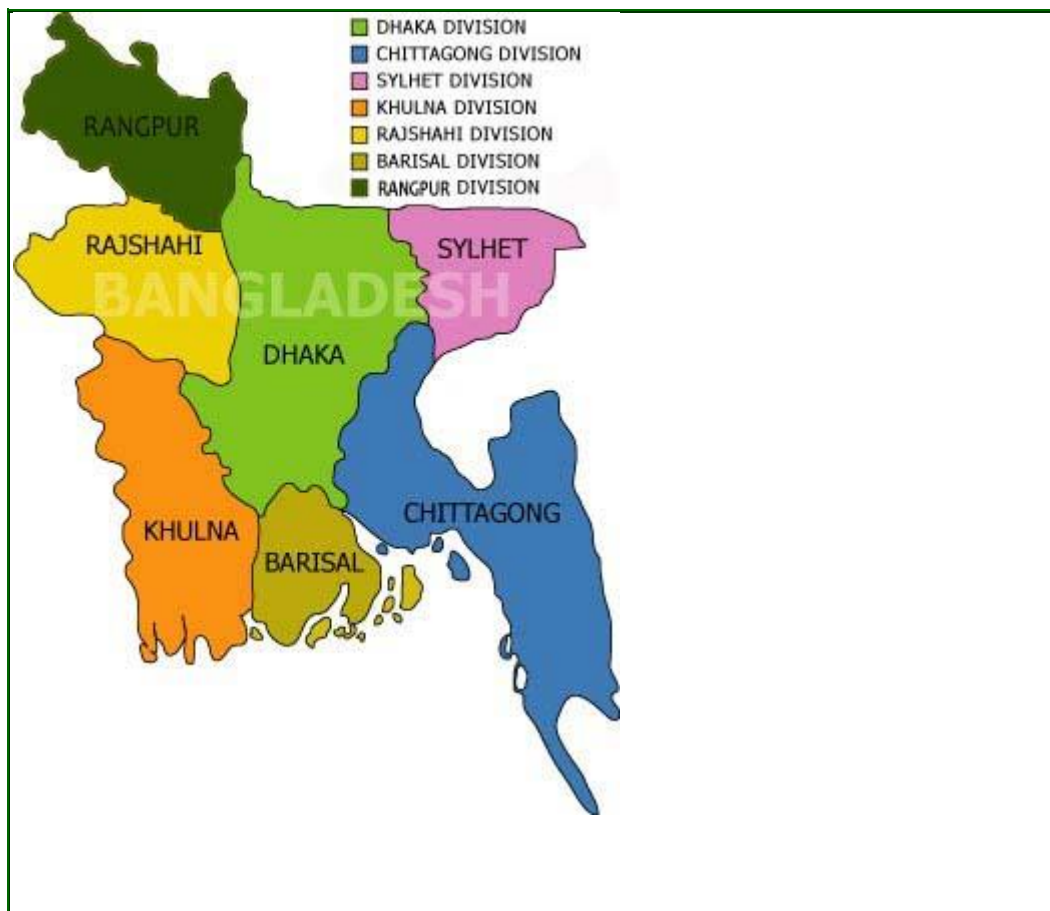 DHAKA DIVISION
CHITTAGONG DIVISION
SYLHET DIVISION
KHULNA DIVISION
RAJSHAHI DIVISION
BARISAL DIVISION
RANGPUR DIVISION
RANGPUR
RAJSHAHI
SYLHET
BANGLADESH
DHAKA
CHITTAGONG
KHULNA
BARISAL